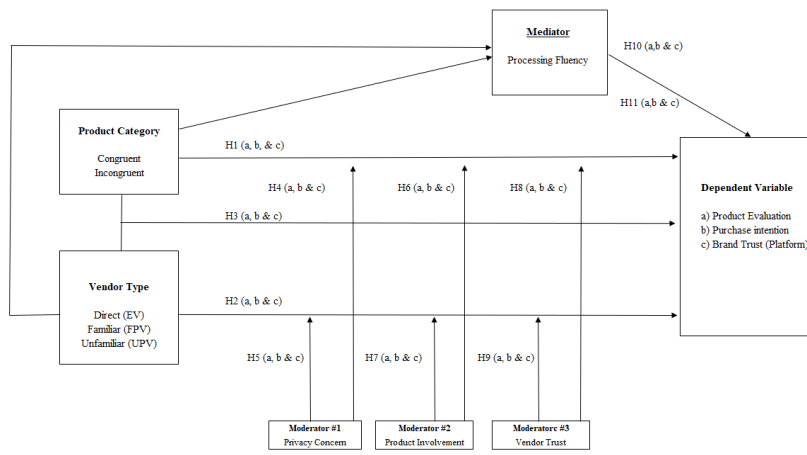 Mediator
Processing Fluency
H10 (a,b & c)
H11 (a,b & c)
Product Category
Congruent
Incongruent
H1 (a, b, & c)
H4 (a, b & c)
H6 (a, b & c)
H8 (a, b & c)
Dependent Variable
a) Product Evaluation
b) Purchase intention
c) Brand Trust (Platform)
H3 (a, b & c)
Vendor Type
Direct (EV)
Familiar (FPV)
Unfamiliar (UPV)
H2 (a, b & c)
H5 (a, b & c)
H7 (a, b & c)
H9 (a, b & c)
Moderator #1
Privacy Concern
Moderator #2
Product Involvement
Moderatorc #3
Vendor Trust